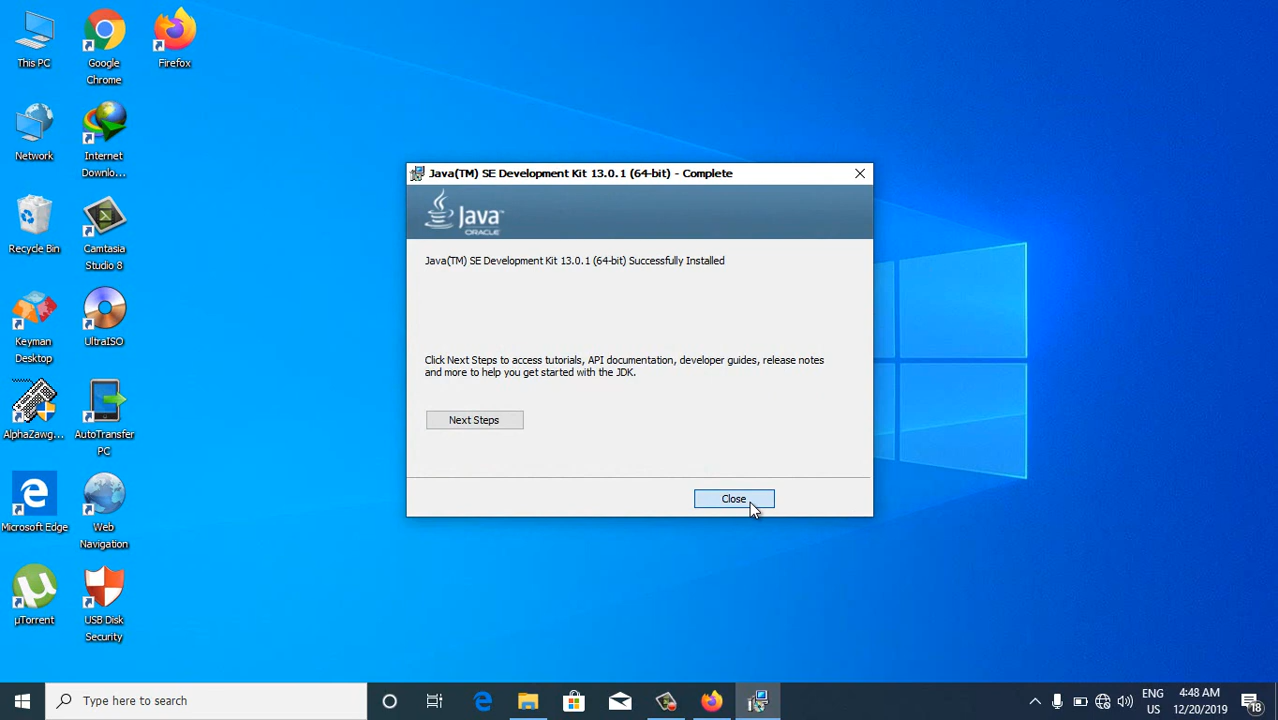 This PC
Google
Chrome
Firefox
Network
Internet
Downlo...
Recycle Bin
Camtasia
Studio 8
Keyman
Desktop
UltraISO
AlphaZawg...
AutoTransfer
PC
Microsoft Edge
Web
Navigation
µTorrent
USB Disk
Security
Java(TM) SE Development Kit 13.0.1 (64-bit) - Complete
Java
ORACLE
Java(TM) SE Development Kit 13.0.1 (64-bit) Successfully Installed
Click Next Steps to access tutorials, API documentation, developer guides, release notes
and more to help you get started with the JDK.
Next Steps
Close
Type here to search
ENG
US
4:48 AM
12/20/2019
18